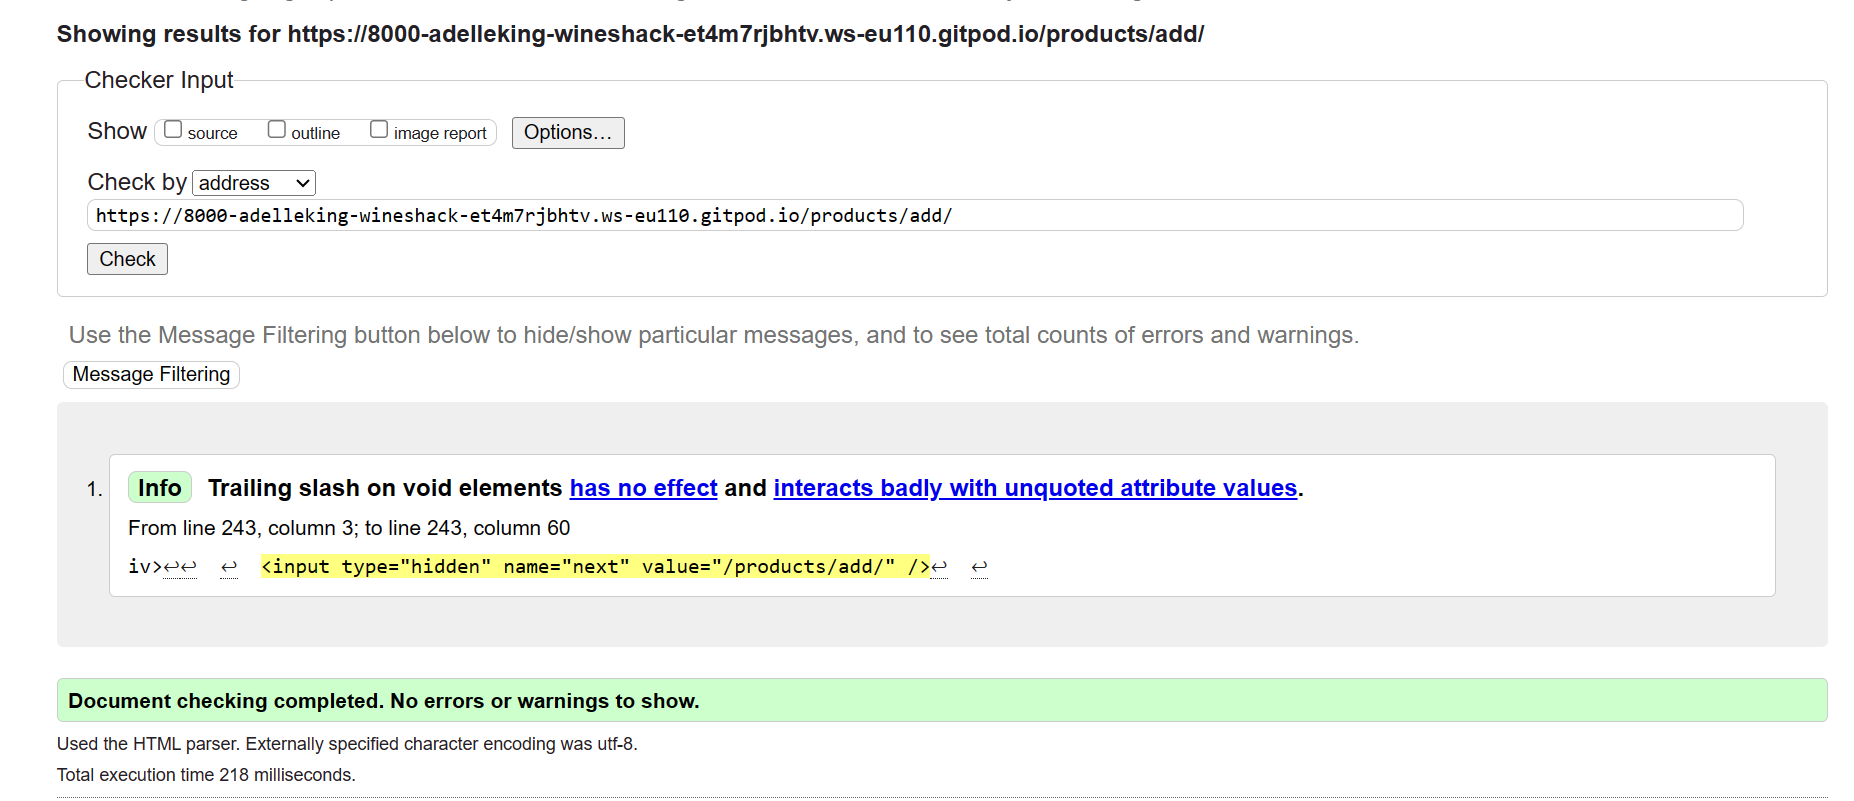 Showing results for https://8000-adelleking-wineshack-et4m7rjbhtv.ws-eu110.gitpod.io/products/add/
Checker Input
Show source outline image report Options...
Check by address
https://8000-adelleking-wineshack-et4m7rjbhtv.ws-eu110.gitpod.io/products/add/
Check
Use the Message Filtering button below to hide/show particular messages, and to see total counts of errors and warnings.
Message Filtering
1. Info Trailing slash on void elements has no effect and interacts badly with unquoted attribute values.
From line 243, column 3; to line 243, column 60
iv>↩↩ ↩ <input type="hidden" name="next" value="/products/add/" />↩ ↩
Document checking completed. No errors or warnings to show.
Used the HTML parser. Externally specified character encoding was utf-8.
Total execution time 218 milliseconds.